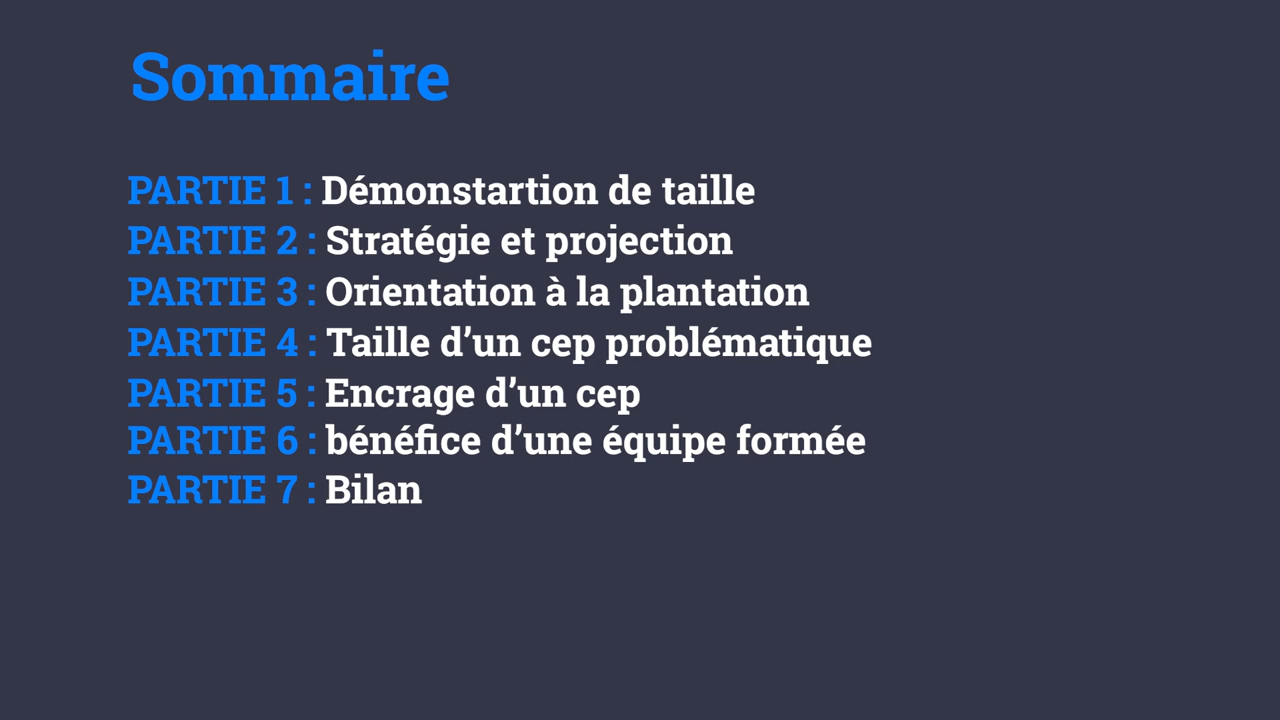 Sommaire
PARTIE 1 : Démonstartion de taille
PARTIE 2 : Stratégie et projection
PARTIE 3 : Orientation à la plantation
PARTIE 4 : Taille d’un cep problématique
PARTIE 5 : Encrage d’un cep
PARTIE 6 : bénéfice d’une équipe formée
PARTIE 7 : Bilan